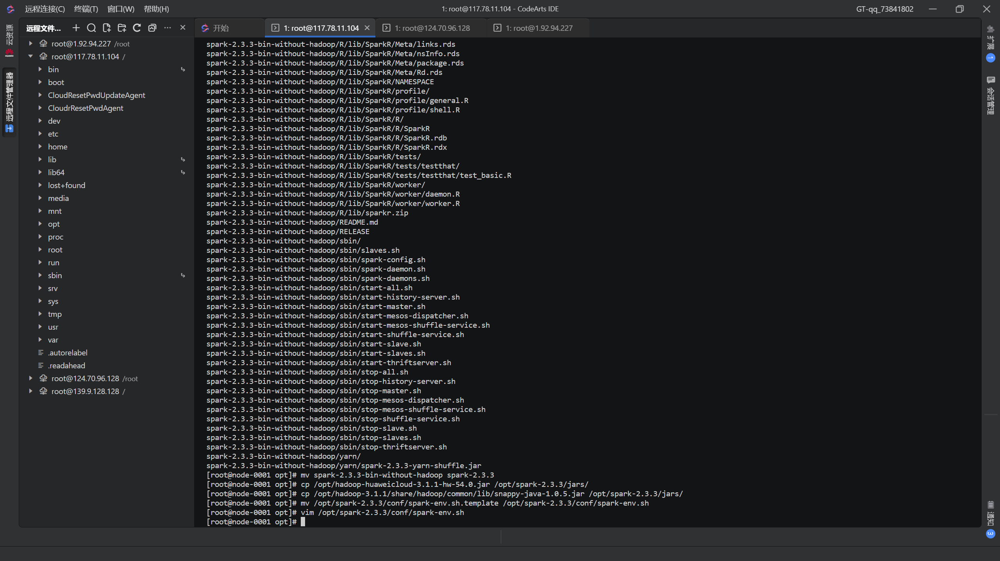 远程连接(C) 终端(T) 窗口(W) 帮助(H)
1: root@117.78.11.104 - CodeArts IDE
GT-qq_73841802
云资源
HUAWEI
远程文件管理器
远程文件...
root@1.92.94.227 /root
root@117.78.11.104 /
bin
boot
CloudResetPwdUpdateAgent
CloudrResetPwdAgent
dev
etc
home
lib
lib64
lost+found
media
mnt
opt
proc
root
run
sbin
srv
sys
tmp
usr
var
.autorelabel
.readahead
root@124.70.96.128 /root
root@139.9.128.128 /
开始
1: root@117.78.11.104
1: root@124.70.96.128
1: root@1.92.94.227
spark-2.3.3-bin-without-hadoop/R/lib/SparkR/Meta/links.rds
spark-2.3.3-bin-without-hadoop/R/lib/SparkR/Meta/nsInfo.rds
spark-2.3.3-bin-without-hadoop/R/lib/SparkR/Meta/package.rds
spark-2.3.3-bin-without-hadoop/R/lib/SparkR/Meta/Rd.rds
spark-2.3.3-bin-without-hadoop/R/lib/SparkR/NAMESPACE
spark-2.3.3-bin-without-hadoop/R/lib/SparkR/profile/
spark-2.3.3-bin-without-hadoop/R/lib/SparkR/profile/general.R
spark-2.3.3-bin-without-hadoop/R/lib/SparkR/profile/shell.R
spark-2.3.3-bin-without-hadoop/R/lib/SparkR/R/
spark-2.3.3-bin-without-hadoop/R/lib/SparkR/R/SparkR
spark-2.3.3-bin-without-hadoop/R/lib/SparkR/R/SparkR.rdb
spark-2.3.3-bin-without-hadoop/R/lib/SparkR/R/SparkR.rdx
spark-2.3.3-bin-without-hadoop/R/lib/SparkR/tests/
spark-2.3.3-bin-without-hadoop/R/lib/SparkR/tests/testthat/
spark-2.3.3-bin-without-hadoop/R/lib/SparkR/tests/testthat/test_basic.R
spark-2.3.3-bin-without-hadoop/R/lib/SparkR/worker/
spark-2.3.3-bin-without-hadoop/R/lib/SparkR/worker/daemon.R
spark-2.3.3-bin-without-hadoop/R/lib/SparkR/worker/worker.R
spark-2.3.3-bin-without-hadoop/R/lib/sparkr.zip
spark-2.3.3-bin-without-hadoop/README.md
spark-2.3.3-bin-without-hadoop/RELEASE
spark-2.3.3-bin-without-hadoop/sbin/
spark-2.3.3-bin-without-hadoop/sbin/slaves.sh
spark-2.3.3-bin-without-hadoop/sbin/spark-config.sh
spark-2.3.3-bin-without-hadoop/sbin/spark-daemon.sh
spark-2.3.3-bin-without-hadoop/sbin/spark-daemons.sh
spark-2.3.3-bin-without-hadoop/sbin/start-all.sh
spark-2.3.3-bin-without-hadoop/sbin/start-history-server.sh
spark-2.3.3-bin-without-hadoop/sbin/start-master.sh
spark-2.3.3-bin-without-hadoop/sbin/start-mesos-dispatcher.sh
spark-2.3.3-bin-without-hadoop/sbin/start-mesos-shuffle-service.sh
spark-2.3.3-bin-without-hadoop/sbin/start-shuffle-service.sh
spark-2.3.3-bin-without-hadoop/sbin/start-slave.sh
spark-2.3.3-bin-without-hadoop/sbin/start-slaves.sh
spark-2.3.3-bin-without-hadoop/sbin/start-thriftserver.sh
spark-2.3.3-bin-without-hadoop/sbin/stop-all.sh
spark-2.3.3-bin-without-hadoop/sbin/stop-history-server.sh
spark-2.3.3-bin-without-hadoop/sbin/stop-master.sh
spark-2.3.3-bin-without-hadoop/sbin/stop-mesos-dispatcher.sh
spark-2.3.3-bin-without-hadoop/sbin/stop-mesos-shuffle-service.sh
spark-2.3.3-bin-without-hadoop/sbin/stop-shuffle-service.sh
spark-2.3.3-bin-without-hadoop/sbin/stop-slave.sh
spark-2.3.3-bin-without-hadoop/sbin/stop-slaves.sh
spark-2.3.3-bin-without-hadoop/sbin/stop-thriftserver.sh
spark-2.3.3-bin-without-hadoop/yarn/
spark-2.3.3-bin-without-hadoop/yarn/spark-2.3.3-yarn-shuffle.jar
[root@node-0001 opt]# mv spark-2.3.3-bin-without-hadoop spark-2.3.3
[root@node-0001 opt]# cp /opt/hadoop-huaweicloud-3.1.1-hw-54.0.jar /opt/spark-2.3.3/jars/
[root@node-0001 opt]# cp /opt/hadoop-3.1.1/share/hadoop/common/lib/snappy-java-1.0.5.jar /opt/spark-2.3.3/jars/
[root@node-0001 opt]# mv /opt/spark-2.3.3/conf/spark-env.sh.template /opt/spark-2.3.3/conf/spark-env.sh
[root@node-0001 opt]# vim /opt/spark-2.3.3/conf/spark-env.sh
[root@node-0001 opt]#
扩展
1
会话管理
通知
3